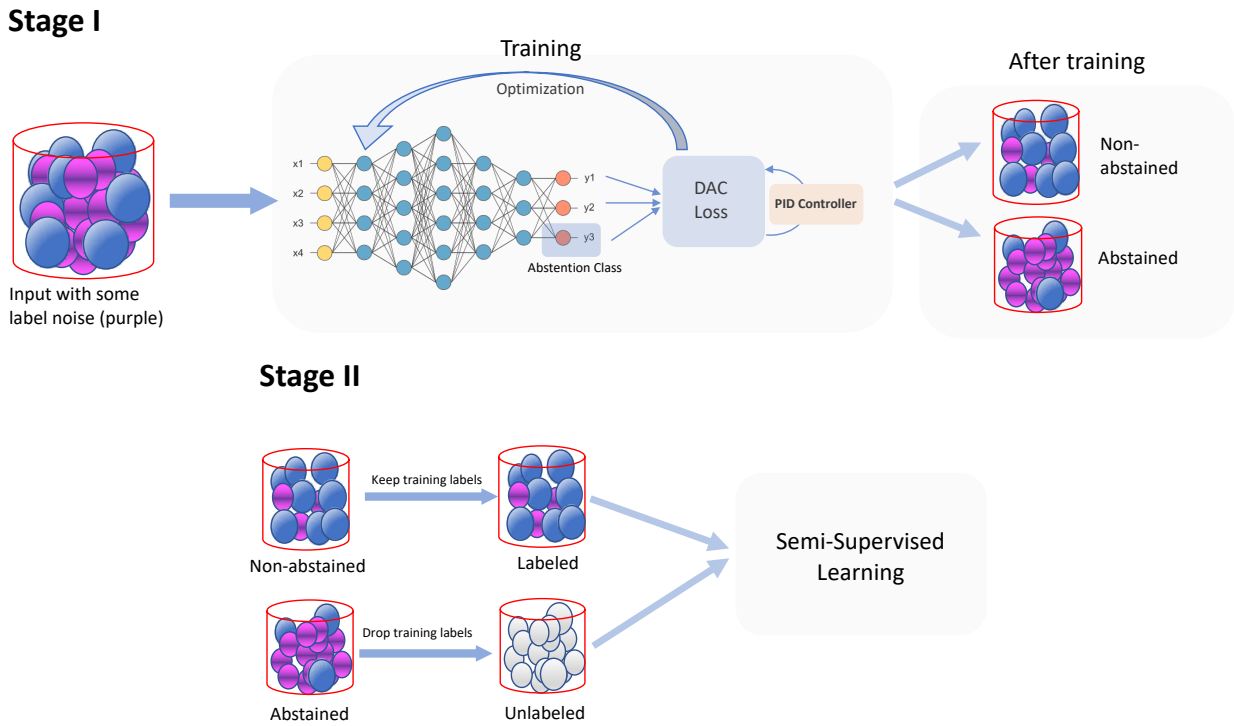 Stage I
Training
After training
Optimization
x1
x2
x3
x4
y1
y2
y3
Abstention Class
DAC
Loss
PID Controller
Non-
abstained
Abstained
Input with some
label noise (purple)
Stage II
Keep training labels
Non-abstained
Labeled
Drop training labels
Abstained
Unlabeled
Semi-Supervised
Learning